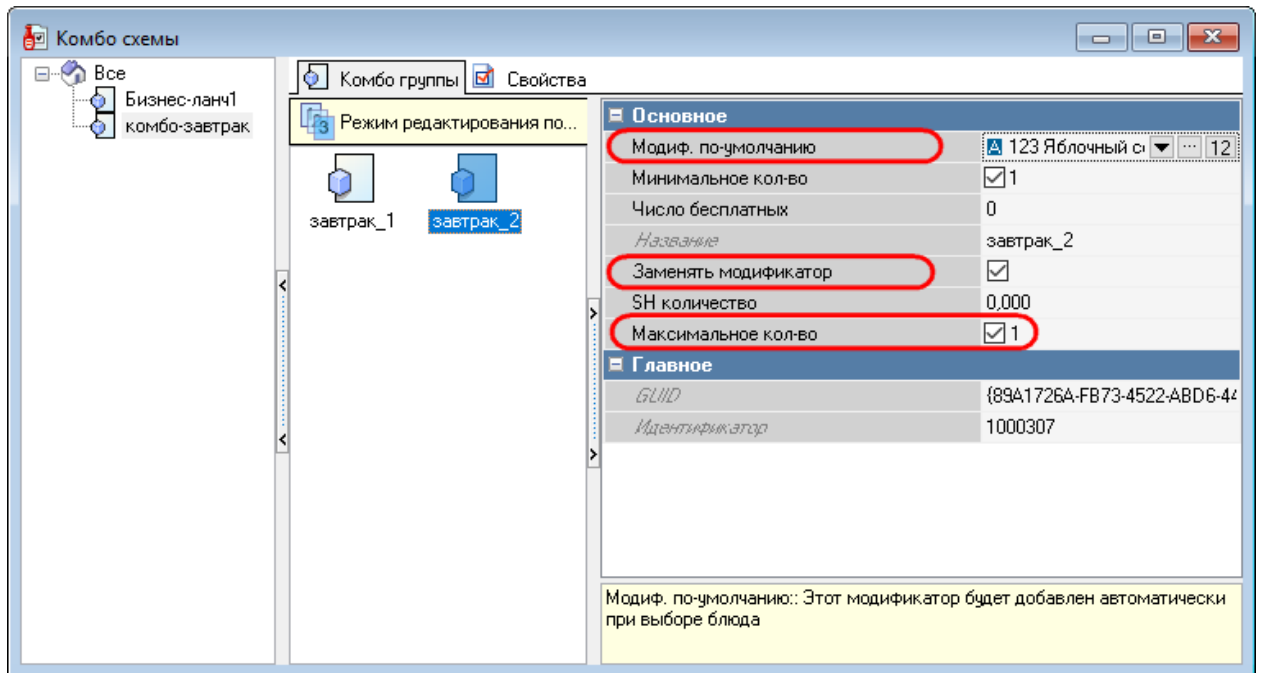 Комбо схемы
Все
Бизнес-ланч1
комбо-завтрак
Комбо группы
Свойства
Режим редактирования по...
завтрак_1
завтрак_2
Основное
Модиф. по-умолчанию 123 Яблочный со ... 12
Минимальное кол-во 1
Число бесплатных 0
Название завтрак_2
Заменять модификатор
SH количество 0,000
Максимальное кол-во 1
Главное
GUID {89A1726A-FB73-4522-ABD6-44
Идентификатор 1000307
Модиф. по-умолчанию:: Этот модификатор будет добавлен автоматически
при выборе блюда